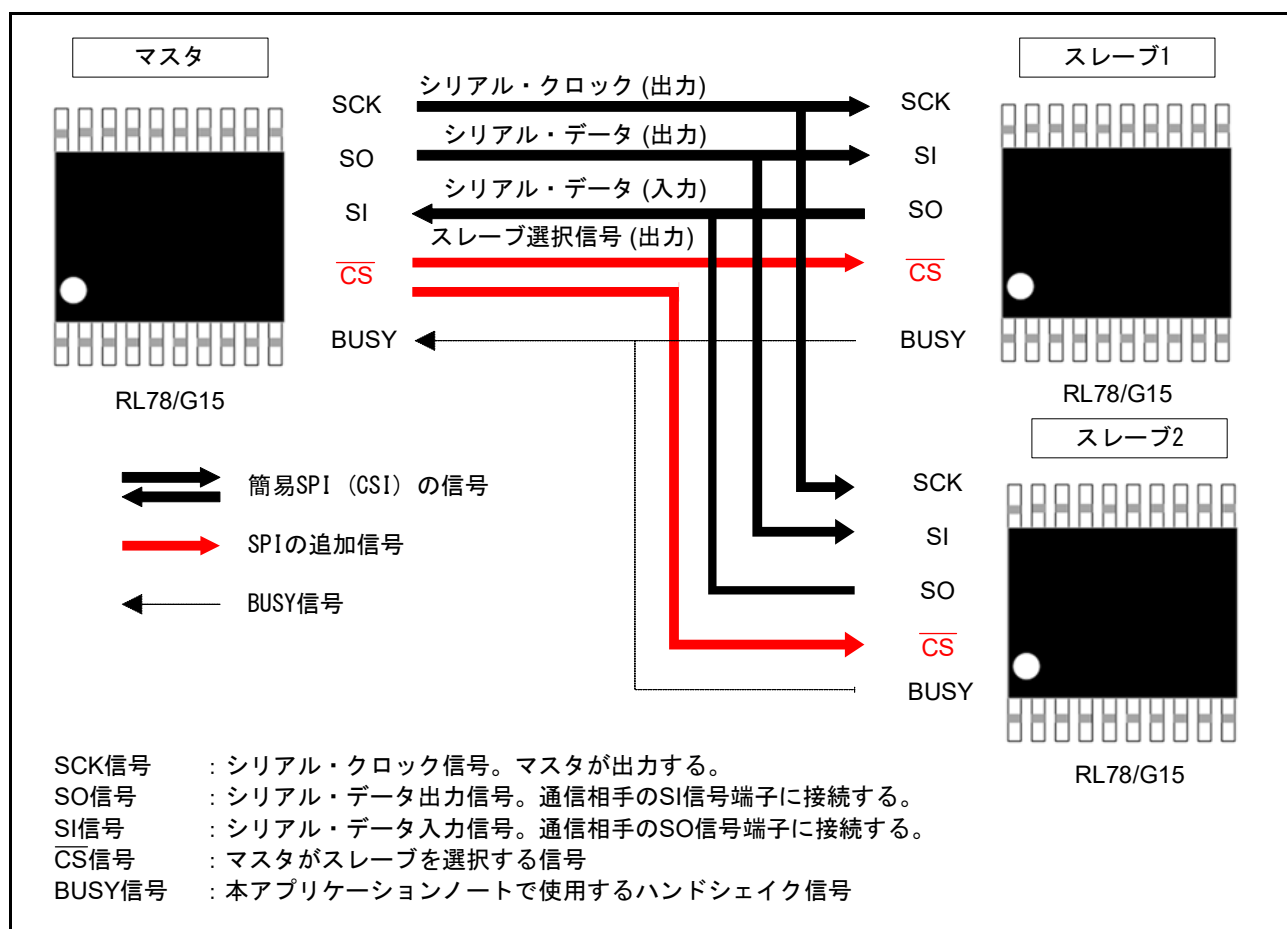 マスタ
スレーブ1
SCK
シリアル・クロック (出力)
SCK
SO
シリアル・データ (出力)
SI
SI
シリアル・データ (入力)
SO
CS
スレーブ選択信号 (出力)
CS
BUSY
BUSY
RL78/G15
RL78/G15
スレーブ2
簡易SPI (CSI) の信号
SPIの追加信号
BUSY信号
SCK
SI
SO
CS
BUSY
RL78/G15
SCK信号 : シリアル・クロック信号。マスタが出力する。
SO信号 : シリアル・データ出力信号。通信相手のSI信号端子に接続する。
SI信号 : シリアル・データ入力信号。通信相手のSO信号端子に接続する。
CS信号 : マスタがスレーブを選択する信号
BUSY信号 : 本アプリケーションノートで使用するハンドシェイク信号